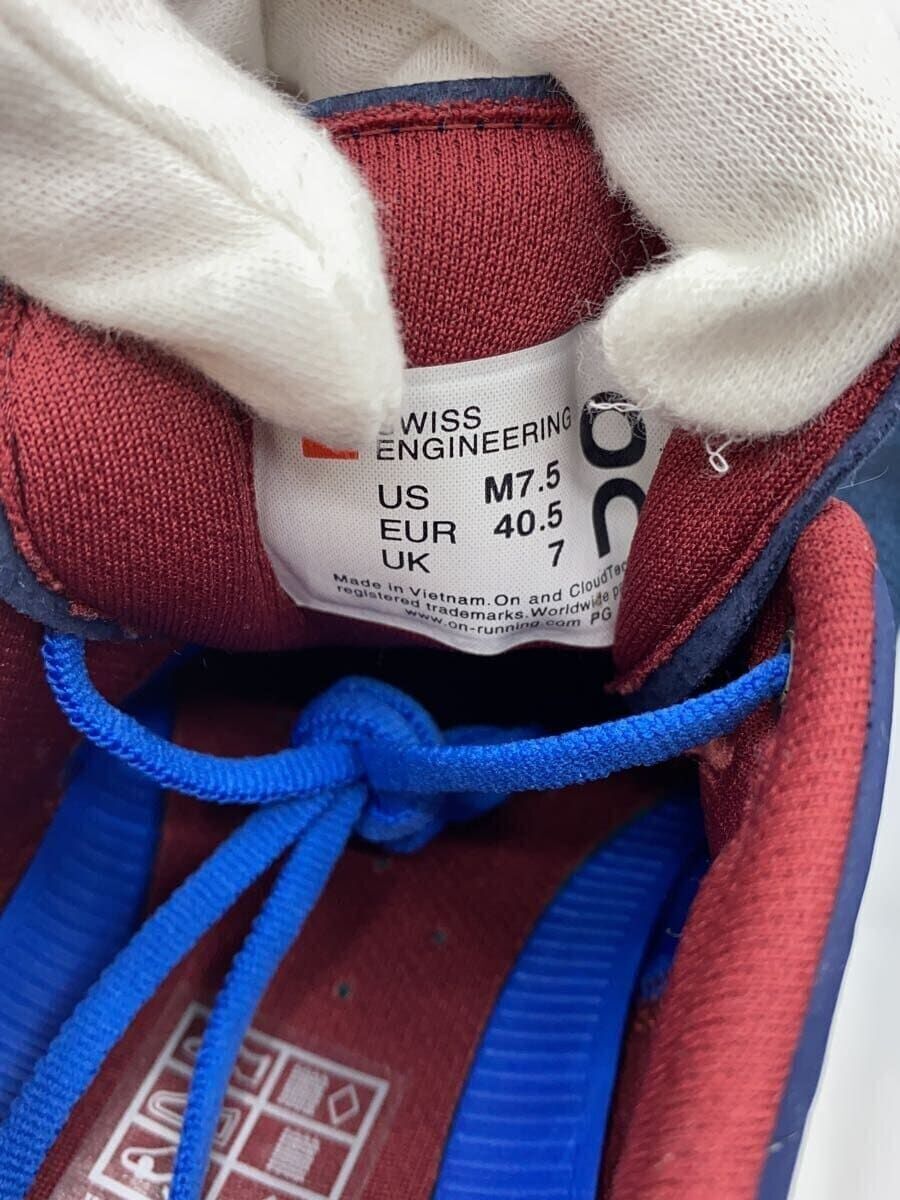 SWISS
ENGINEERING
US M7.5
EUR 40.5
UK 7
Made in Vietnam. On and CloudTec
registered trademarks. Worldwide p
www.on-running.com PG